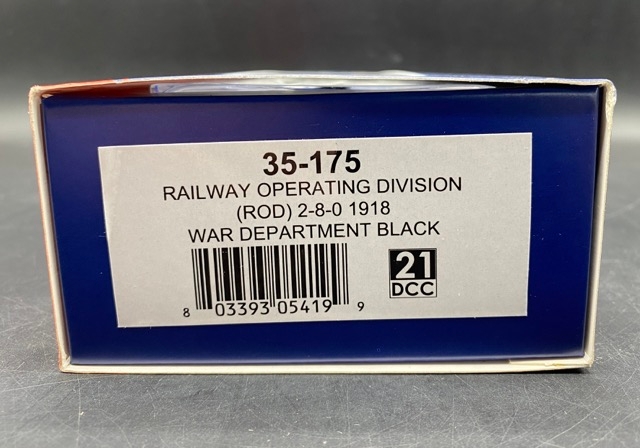 35-175
RAILWAY OPERATING DIVISION
(ROD) 2-8-0 1918
WAR DEPARTMENT BLACK
21
DCC
8 03393 05419 9